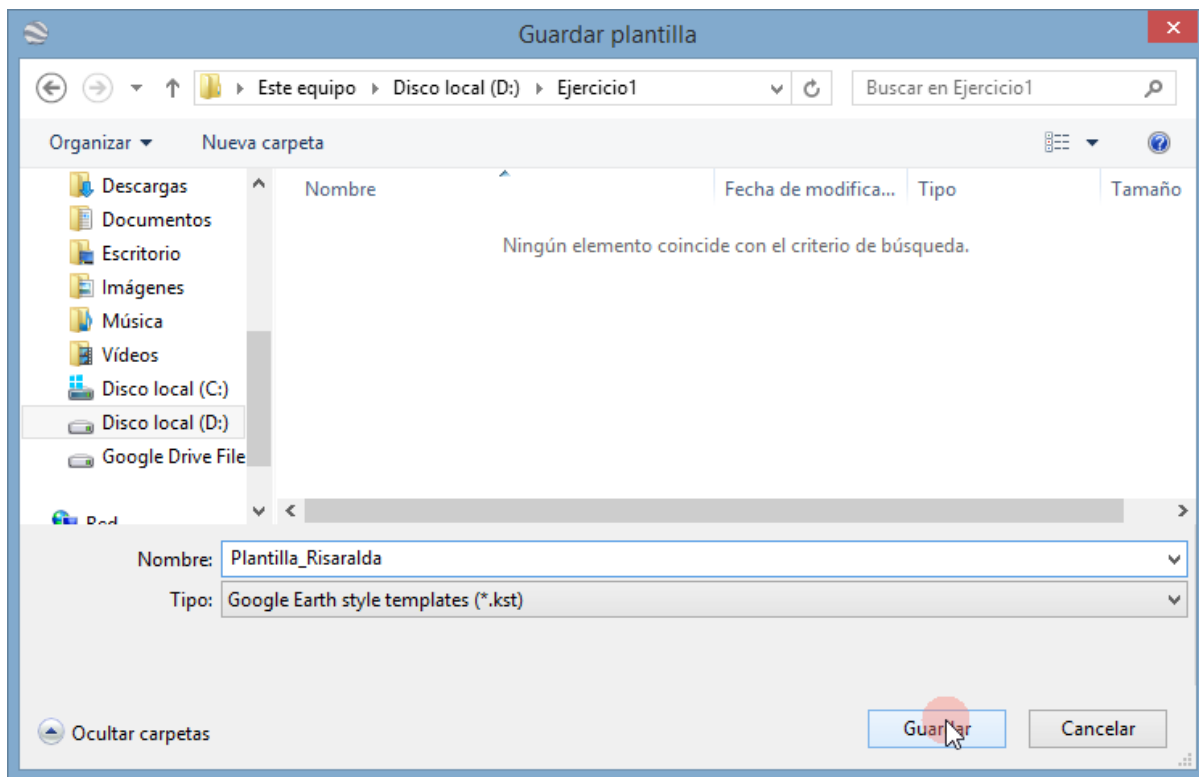 Guardar plantilla
Este equipo Disco local (D:) Ejercicio1 Buscar en Ejercicio1
Organizar Nueva carpeta
Nombre Fecha de modifica... Tipo Tamaño
Ningún elemento coincide con el criterio de búsqueda.
Descargas
Documentos
Escritorio
Imágenes
Música
Vídeos
Disco local (C:)
Disco local (D:)
Google Drive File
Red
Nombre: Plantilla_Risaralda
Tipo: Google Earth style templates (*.kst)
Ocultar carpetas Guardar Cancelar